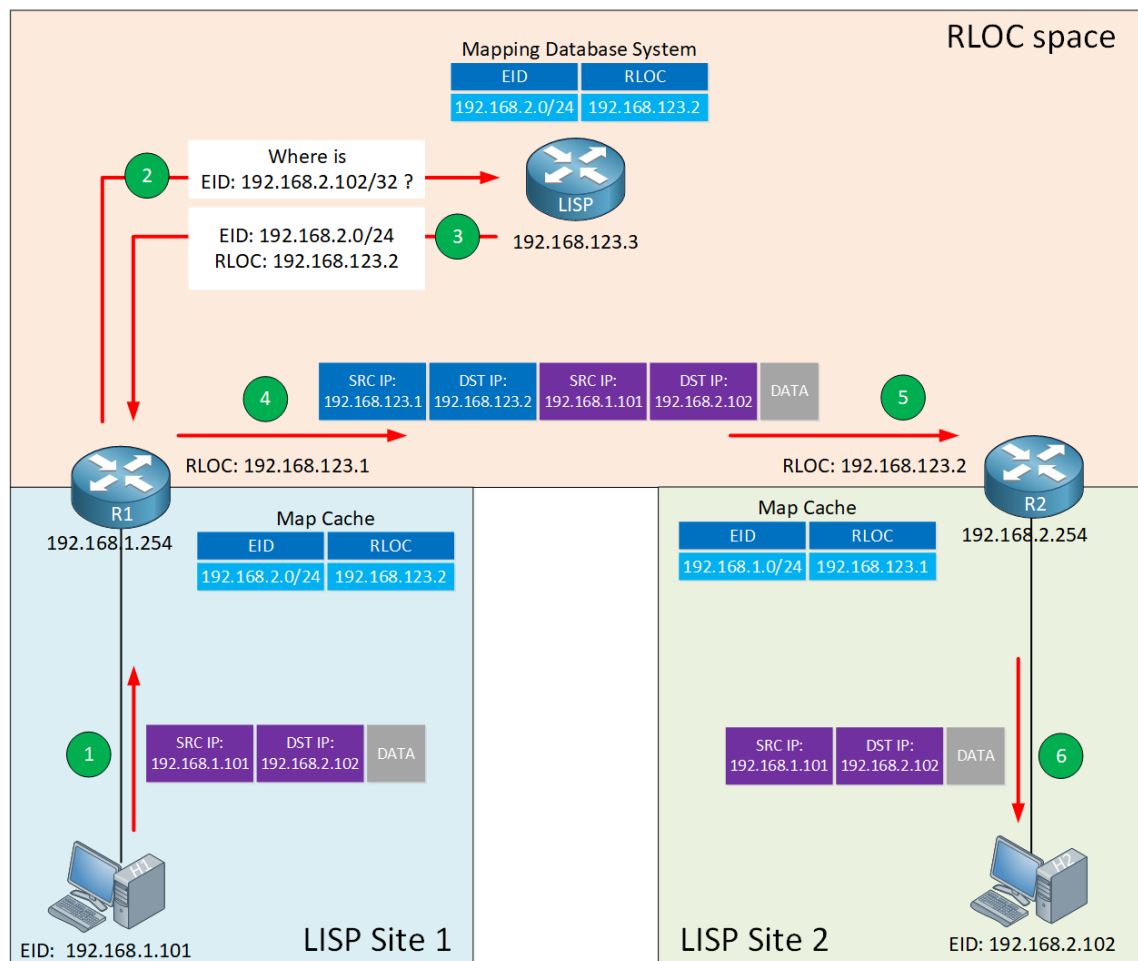 RLOC space
Mapping Database System
EID RLOC
192.168.2.0/24 192.168.123.2
2
Where is
EID: 192.168.2.102/32 ?
LISP
192.168.123.3
EID: 192.168.2.0/24
RLOC: 192.168.123.2
3
4
SRC IP: DST IP: SRC IP: DST IP: DATA
192.168.123.1 192.168.123.2 192.168.1.101 192.168.2.102
5
RLOC: 192.168.123.1
RLOC: 192.168.123.2
R1
192.168.1.254
Map Cache
EID RLOC
192.168.2.0/24 192.168.123.2
Map Cache
EID RLOC
192.168.1.0/24 192.168.123.1
R2
192.168.2.254
1
SRC IP: DST IP: DATA
192.168.1.101 192.168.2.102
SRC IP: DST IP: DATA
192.168.1.101 192.168.2.102
6
H1
EID: 192.168.1.101
LISP Site 1
LISP Site 2
H2
EID: 192.168.2.102